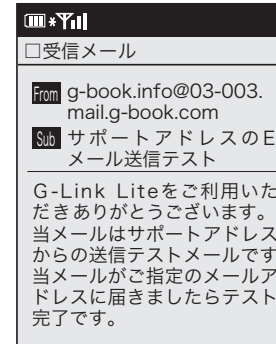 □受信メール
From g-book.info@03-003.
mail.g-book.com
Sub サポートアドレスのE
メール送信テスト
G-Link Liteをご利用いた
だきありがとうございます。
当メールはサポートアドレス
からの送信テストメールです
当メールがご指定のメールア
ドレスに届きましたらテスト
完了です。